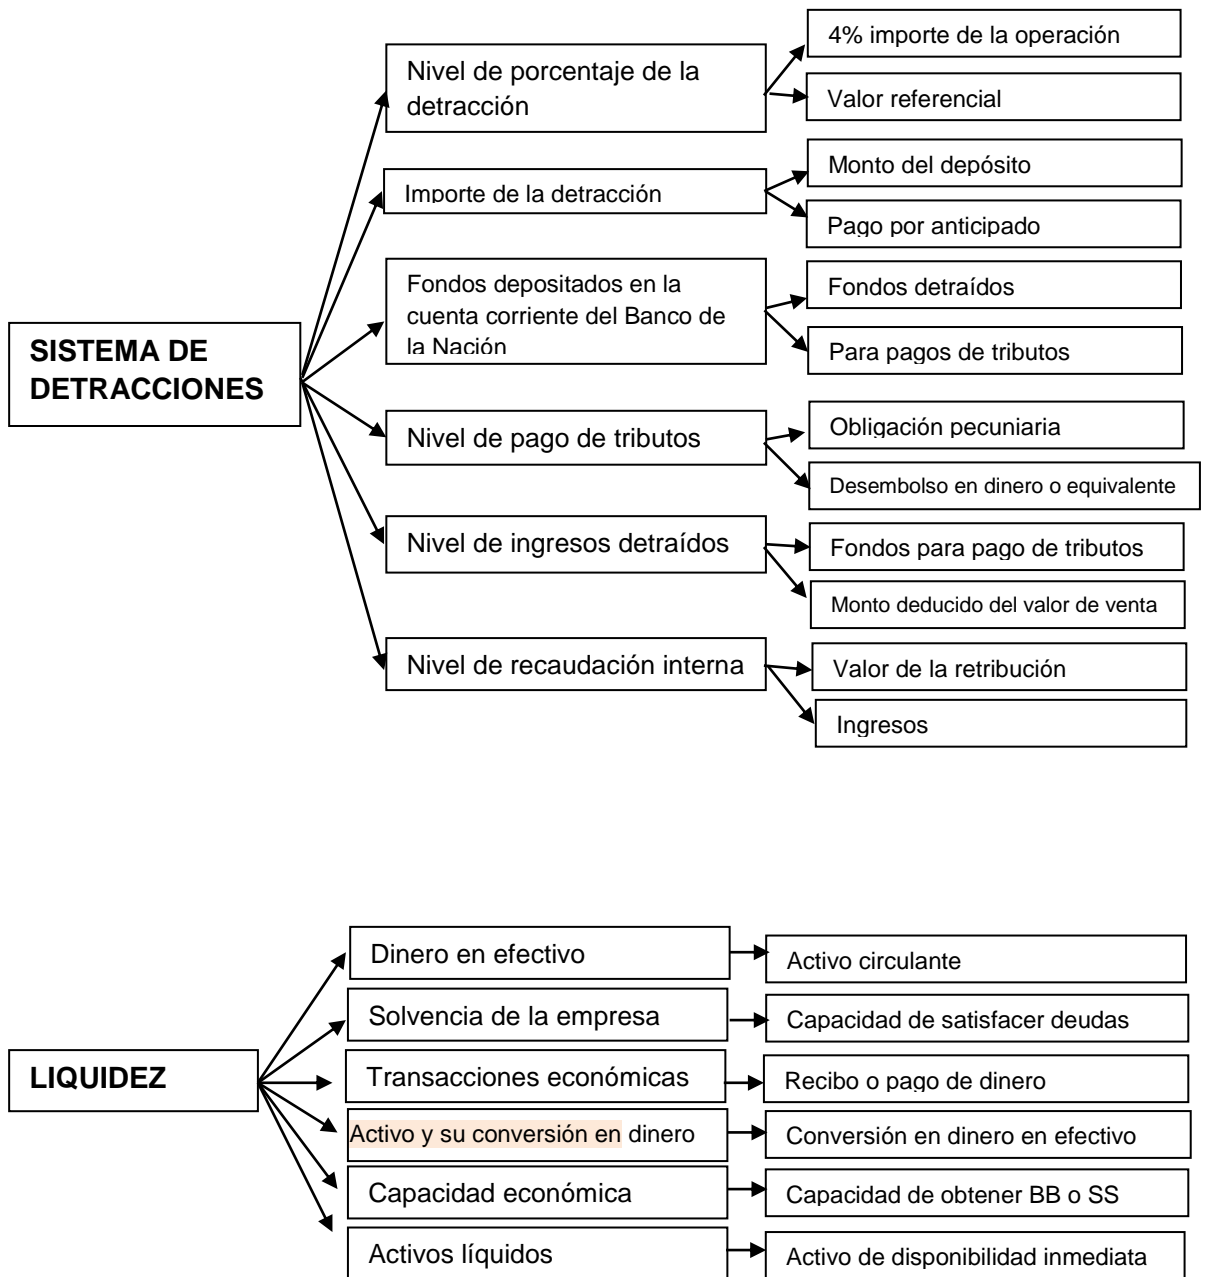 SISTEMA DE
DETRACCIONES
Nivel de porcentaje de la
detracción
4% importe de la operación
Valor referencial
Importe de la detracción
Monto del depósito
Pago por anticipado
Fondos depositados en la
cuenta corriente del Banco de
la Nación
Fondos detraídos
Para pagos de tributos
Nivel de pago de tributos
Obligación pecuniaria
Desembolso en dinero o equivalente
Nivel de ingresos detraídos
Fondos para pago de tributos
Monto deducido del valor de venta
Nivel de recaudación interna
Valor de la retribución
Ingresos
LIQUIDEZ
Dinero en efectivo
Activo circulante
Solvencia de la empresa
Capacidad de satisfacer deudas
Transacciones económicas
Recibo o pago de dinero
Activo y su conversión en dinero
Conversión en dinero en efectivo
Capacidad económica
Capacidad de obtener BB o SS
Activos líquidos
Activo de disponibilidad inmediata